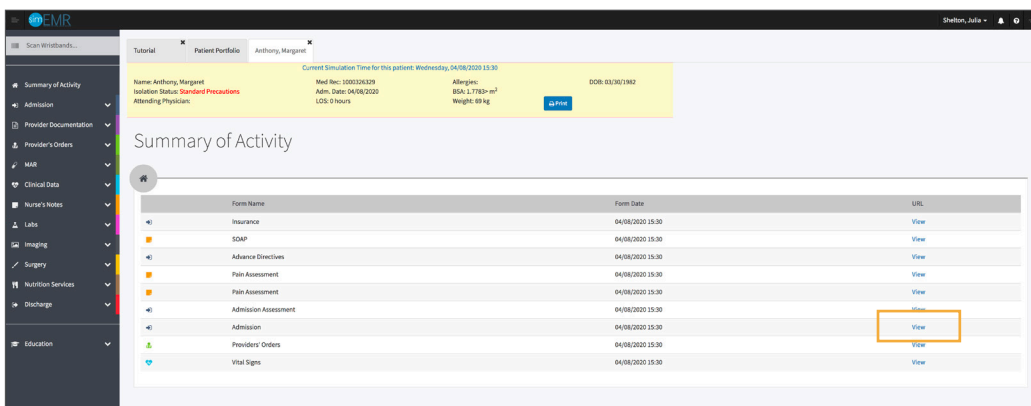 simEMR
Shelton, Julia
Scan Wristbands...
Tutorial
Patient Portfolio
Anthony, Margaret
Current Simulation Time for this patient: Wednesday, 04/08/2020 15:30
Name: Anthony, Margaret Med Rec: 1000326329 Allergies: DOB: 03/30/1982
Isolation Status: Standard Precautions Adm. Date: 04/08/2020 BSA: 1.7783> m²
Attending Physician: LOS: 0 hours Weight: 69 kg Print
Summary of Activity
Admission
Provider Documentation
Provider's Orders
MAR
Clinical Data
Nurse's Notes
Labs
Imaging
Surgery
Nutrition Services
Discharge
Education
Summary of Activity
Form Name Form Date URL
Insurance 04/08/2020 15:30 View
SOAP 04/08/2020 15:30 View
Advance Directives 04/08/2020 15:30 View
Pain Assessment 04/08/2020 15:30 View
Pain Assessment 04/08/2020 15:30 View
Admission Assessment 04/08/2020 15:30 View
Admission 04/08/2020 15:30 View
Providers' Orders 04/08/2020 15:30 View
Vital Signs 04/08/2020 15:30 View